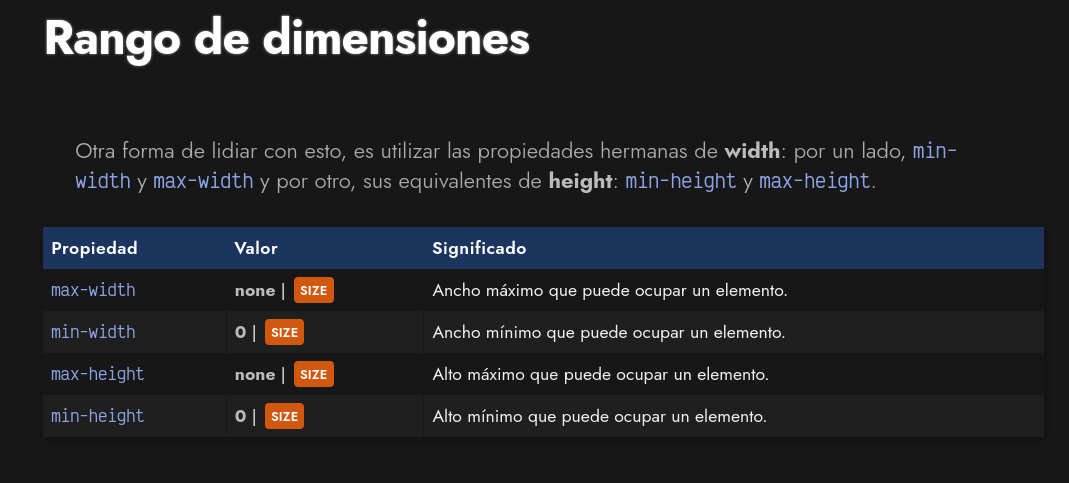 Rango de dimensiones
Otra forma de lidiar con esto, es utilizar las propiedades hermanas de width: por un lado, min-
width y max-width y por otro, sus equivalentes de height: min-height y max-height.
Propiedad Valor Significado
max-width none | SIZE Ancho máximo que puede ocupar un elemento.
min-width 0 | SIZE Ancho mínimo que puede ocupar un elemento.
max-height none | SIZE Alto máximo que puede ocupar un elemento.
min-height 0 | SIZE Alto mínimo que puede ocupar un elemento.